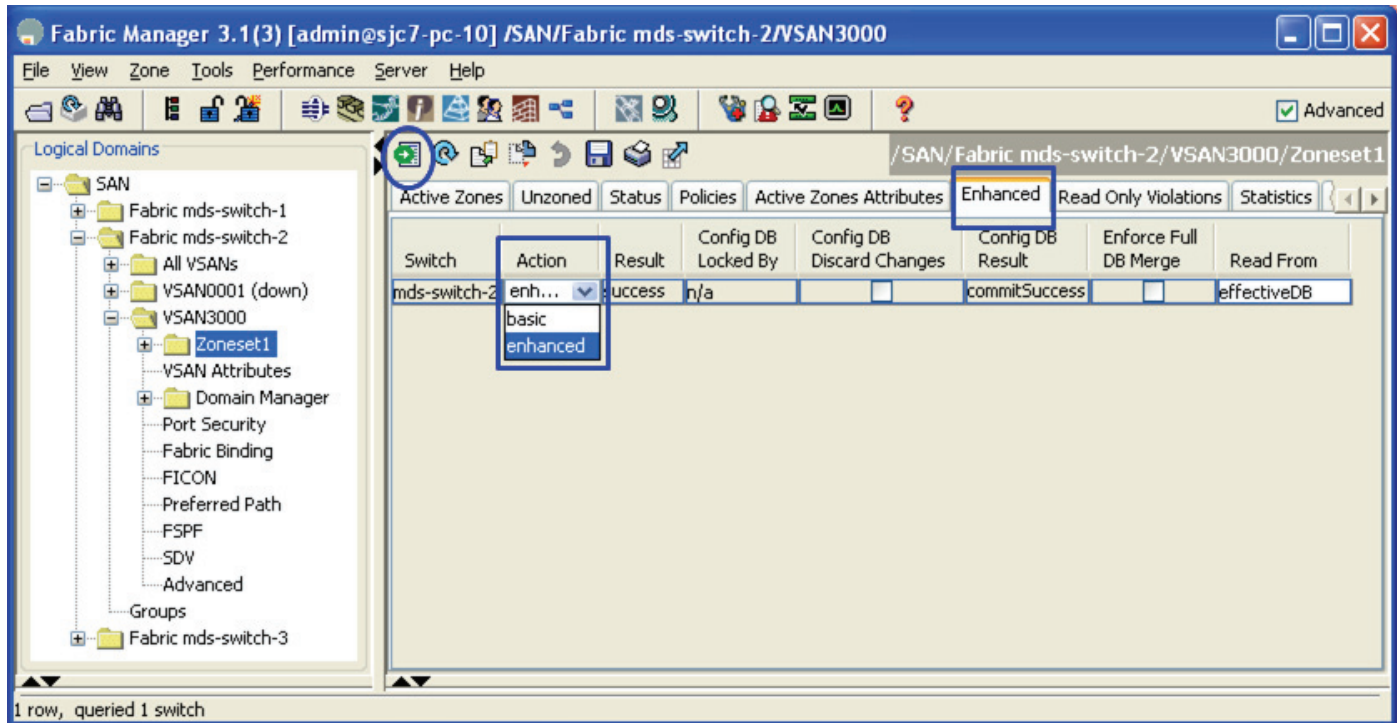 Fabric Manager 3.1(3) [admin@sjc7-pc-10] /SAN/Fabric mds-switch-2/VSAN3000
File View Zone Tools Performance Server Help
Advanced
Logical Domains
/SAN/Fabric mds-switch-2/VSAN3000/Zoneset1
SAN
Fabric mds-switch-1
Fabric mds-switch-2
All VSANs
VSAN0001 (down)
VSAN3000
Zoneset1
VSAN Attributes
Domain Manager
Port Security
Fabric Binding
FICON
Preferred Path
FSPF
SDV
Advanced
Groups
Fabric mds-switch-3
Active Zones Unzoned Status Policies Active Zones Attributes Enhanced Read Only Violations Statistics
Switch Action Result Config DB Locked By Config DB Discard Changes Config DB Result Enforce Full DB Merge Read From
mds-switch-2 enh... uccess n/a commitSuccess effectiveDB
basic
enhanced
1 row, queried 1 switch